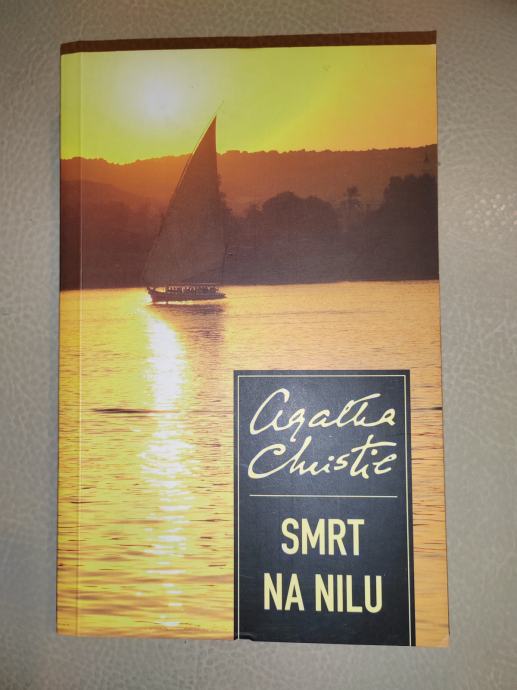 Agatha
Christie
SMRT
NA NILU